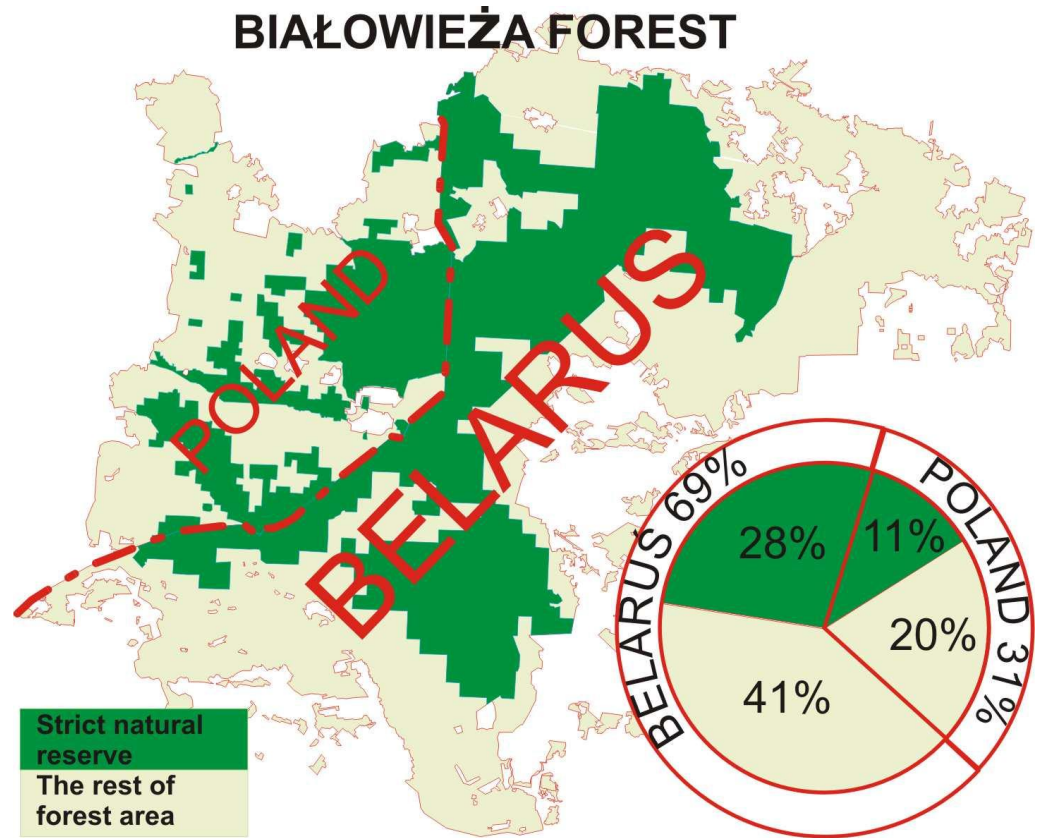 BIAŁOWIEŻA FOREST
POLAND
BELARUS
BELARUS 69%
POLAND 31%
28%
11%
20%
41%
Strict natural
reserve
The rest of
forest area